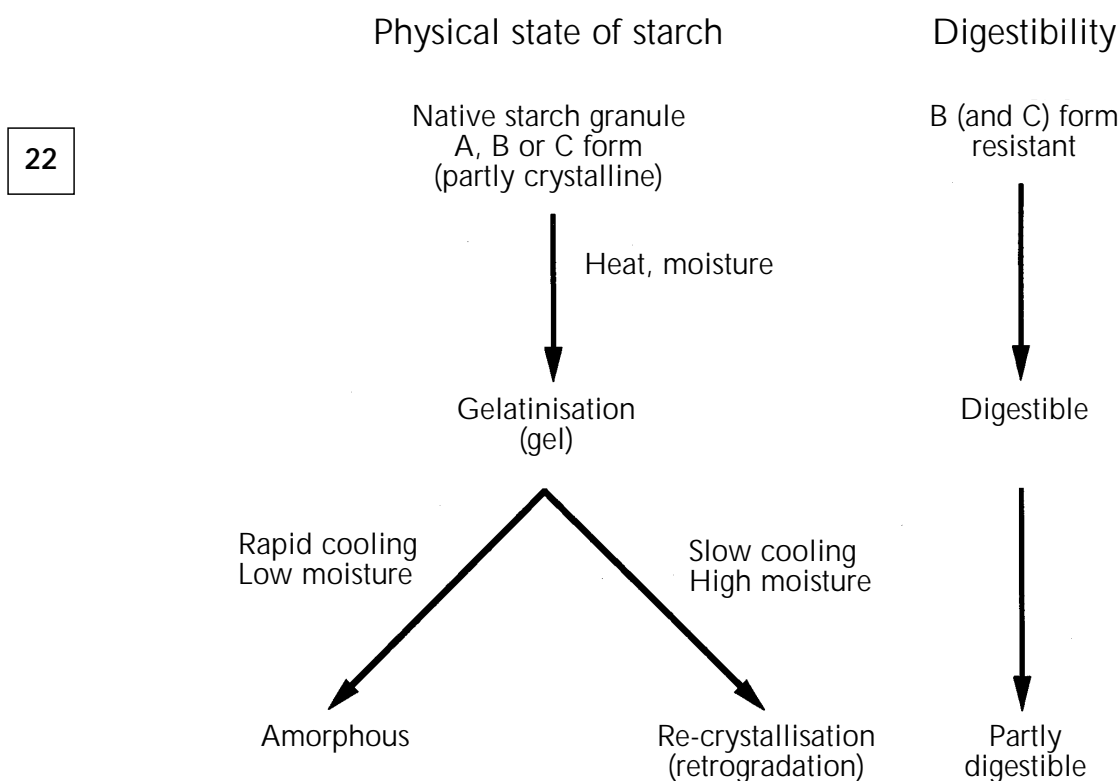 Physical state of starch
Digestibility
Native starch granule
A, B or C form
(partly crystalline)
B (and C) form
resistant
22
Heat, moisture
Gelatinisation
(gel)
Digestible
Rapid cooling
Low moisture
Slow cooling
High moisture
Amorphous
Re-crystallisation
(retrogradation)
Partly
digestible